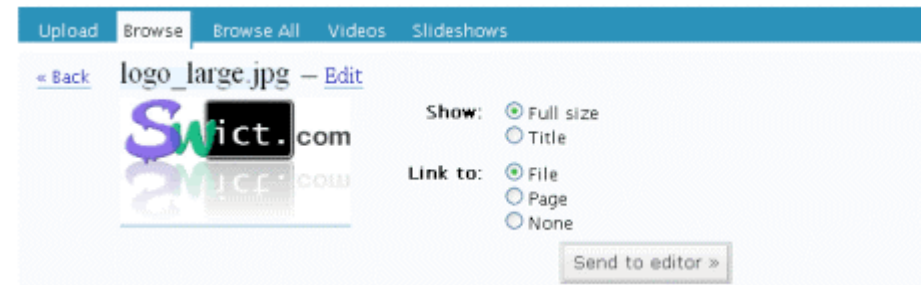 Upload Browse Browse All Videos Slideshows
« Back logo_large.jpg — Edit
Swict.com
Show: Full size
Title
Link to: File
Page
None
Send to editor »